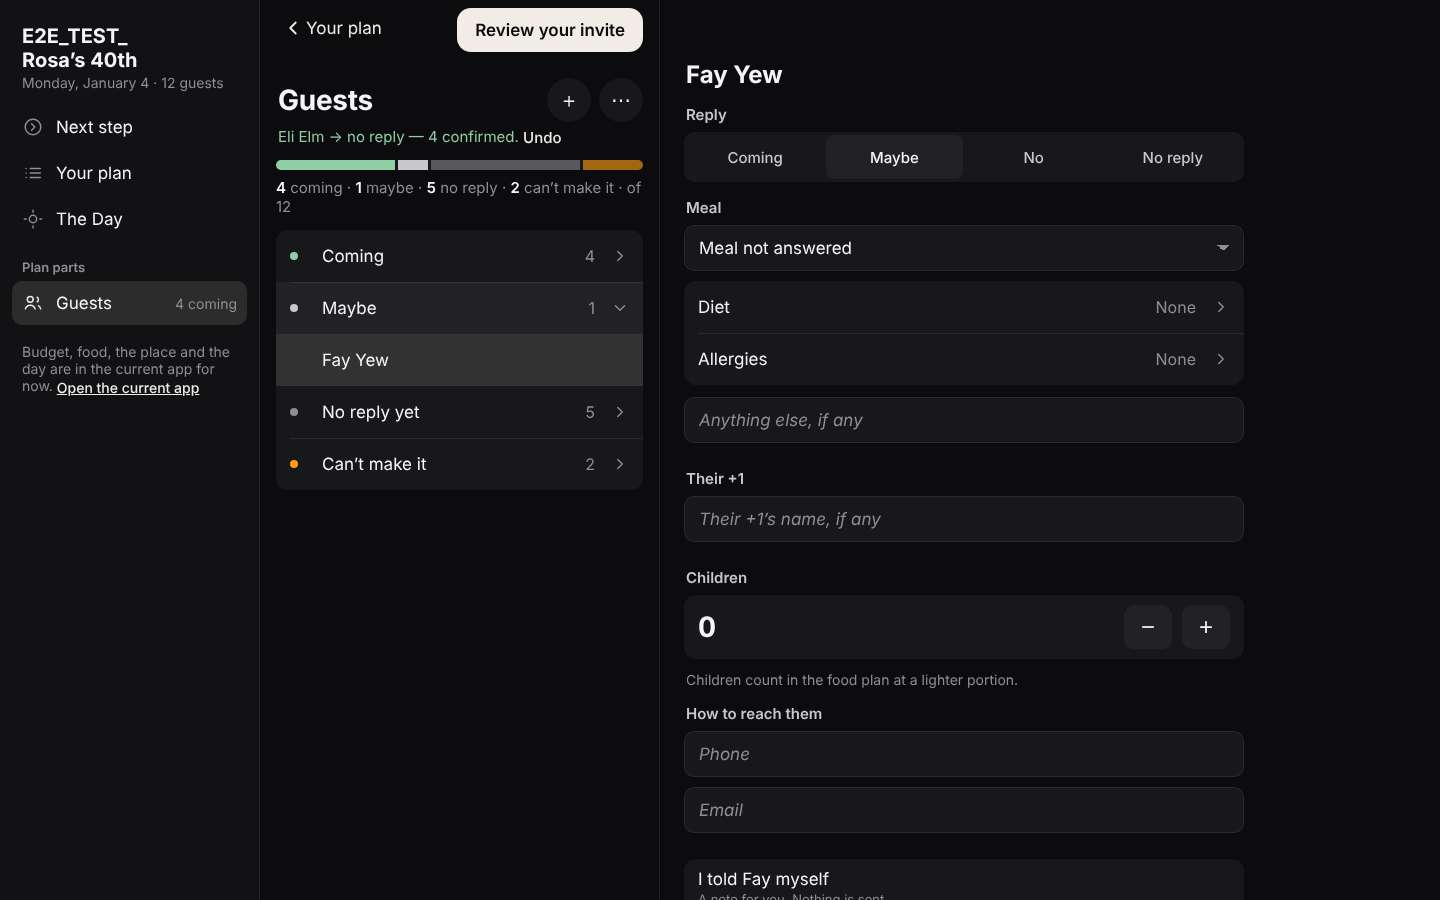 E2E_TEST_
Rosa’s 40th
Monday, January 4 · 12 guests
Next step
Your plan
The Day
Plan parts
Guests 4 coming
Budget, food, the place and the
day are in the current app for
now. Open the current app
Your plan
Review your invite
Guests
Eli Elm → no reply — 4 confirmed. Undo
4 coming · 1 maybe · 5 no reply · 2 can’t make it · of
12
Coming 4
Maybe 1
Fay Yew
No reply yet 5
Can’t make it 2
Fay Yew
Reply
Coming Maybe No No reply
Meal
Meal not answered
Diet None
Allergies None
Anything else, if any
Their +1
Their +1’s name, if any
Children
0
Children count in the food plan at a lighter portion.
How to reach them
Phone
Email
I told Fay myself
A note for you. Nothing is sent.